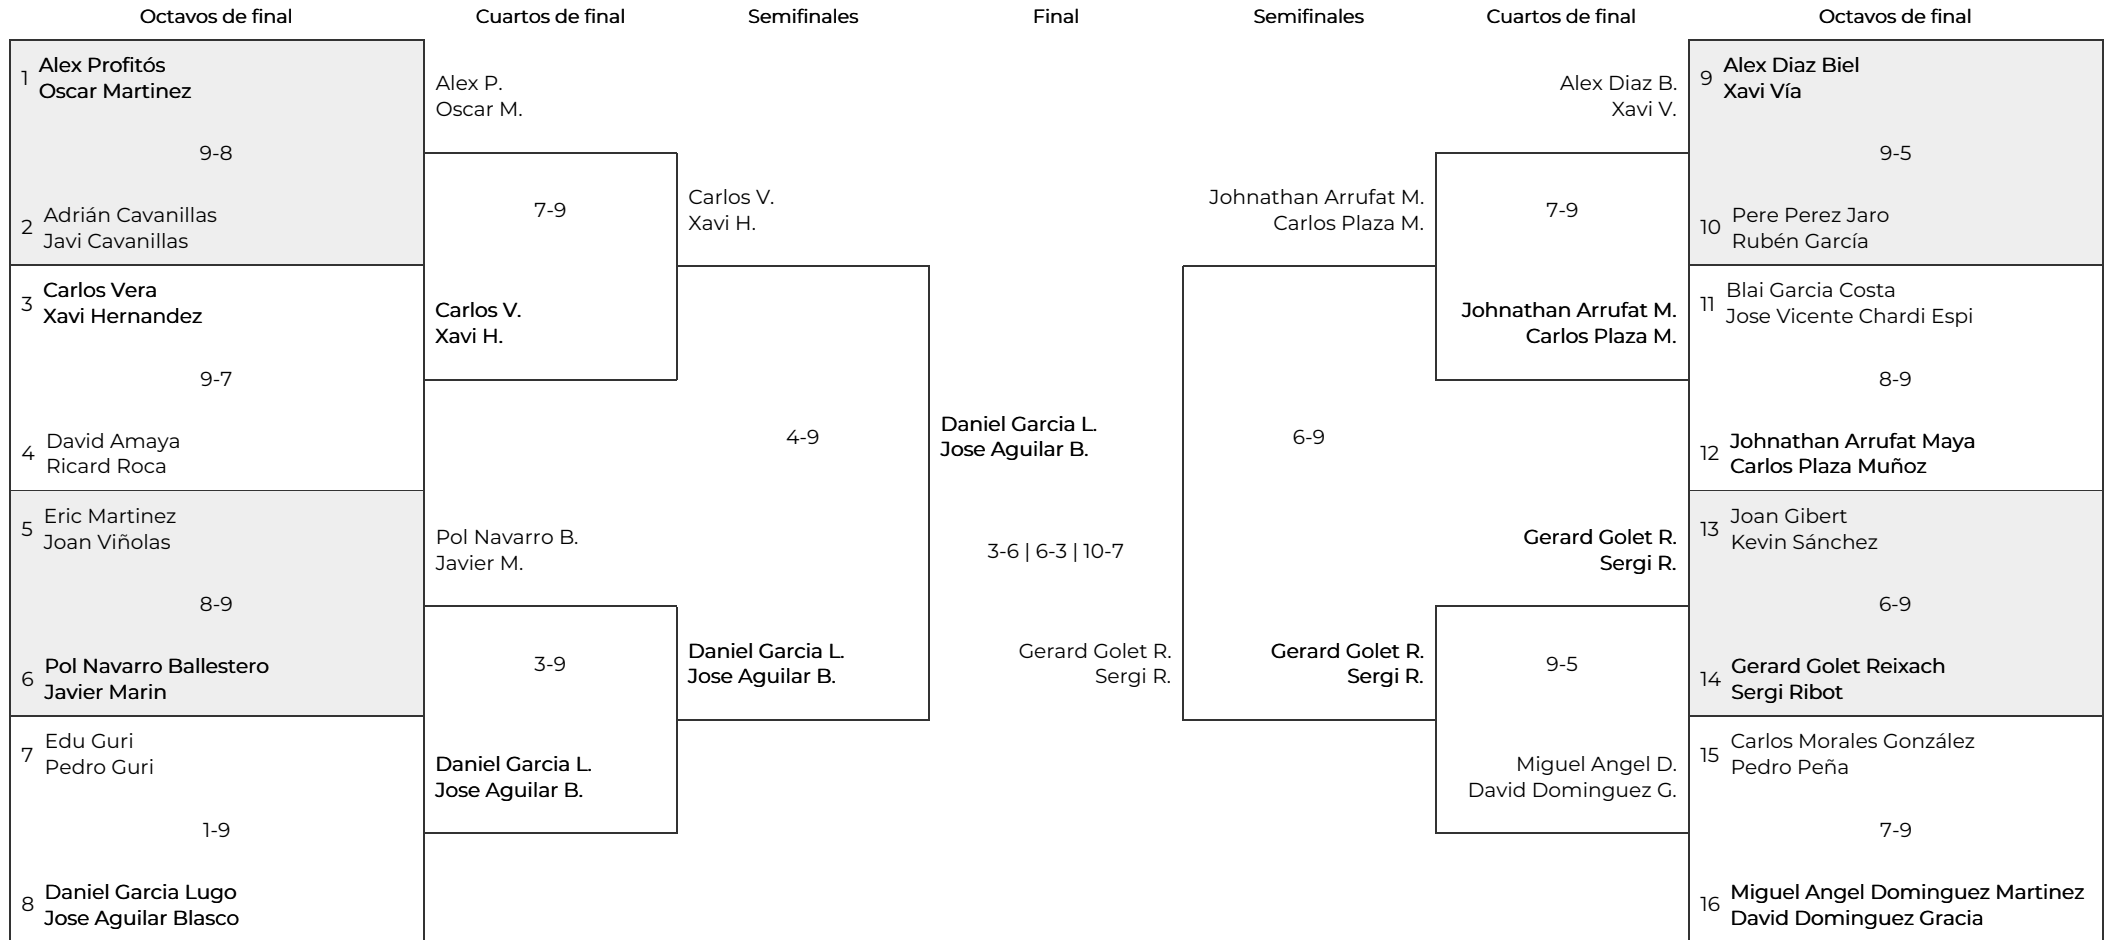 Octavos de final
Cuartos de final
Semifinales
Final
Semifinales
Cuartos de final
Octavos de final
1
Alex Profitós
Oscar Martinez
9-8
2
Adrián Cavanillas
Javi Cavanillas
3
Carlos Vera
Xavi Hernandez
9-7
4
David Amaya
Ricard Roca
5
Eric Martinez
Joan Viñolas
8-9
6
Pol Navarro Ballestero
Javier Marin
7
Edu Guri
Pedro Guri
1-9
8
Daniel Garcia Lugo
Jose Aguilar Blasco
Alex P.
Oscar M.
7-9
Carlos V.
Xavi H.
Pol Navarro B.
Javier M.
3-9
Daniel Garcia L.
Jose Aguilar B.
Carlos V.
Xavi H.
4-9
Daniel Garcia L.
Jose Aguilar B.
Daniel Garcia L.
Jose Aguilar B.
3-6 | 6-3 | 10-7
Gerard Golet R.
Sergi R.
Johnathan Arrufat M.
Carlos Plaza M.
6-9
Gerard Golet R.
Sergi R.
Alex Diaz B.
Xavi V.
7-9
Johnathan Arrufat M.
Carlos Plaza M.
Gerard Golet R.
Sergi R.
9-5
Miguel Angel D.
David Dominguez G.
9
Alex Diaz Biel
Xavi Vía
9-5
10
Pere Perez Jaro
Rubén García
11
Blai Garcia Costa
Jose Vicente Chardi Espi
8-9
12
Johnathan Arrufat Maya
Carlos Plaza Muñoz
13
Joan Gibert
Kevin Sánchez
6-9
14
Gerard Golet Reixach
Sergi Ribot
15
Carlos Morales González
Pedro Peña
7-9
16
Miguel Angel Dominguez Martinez
David Dominguez Gracia